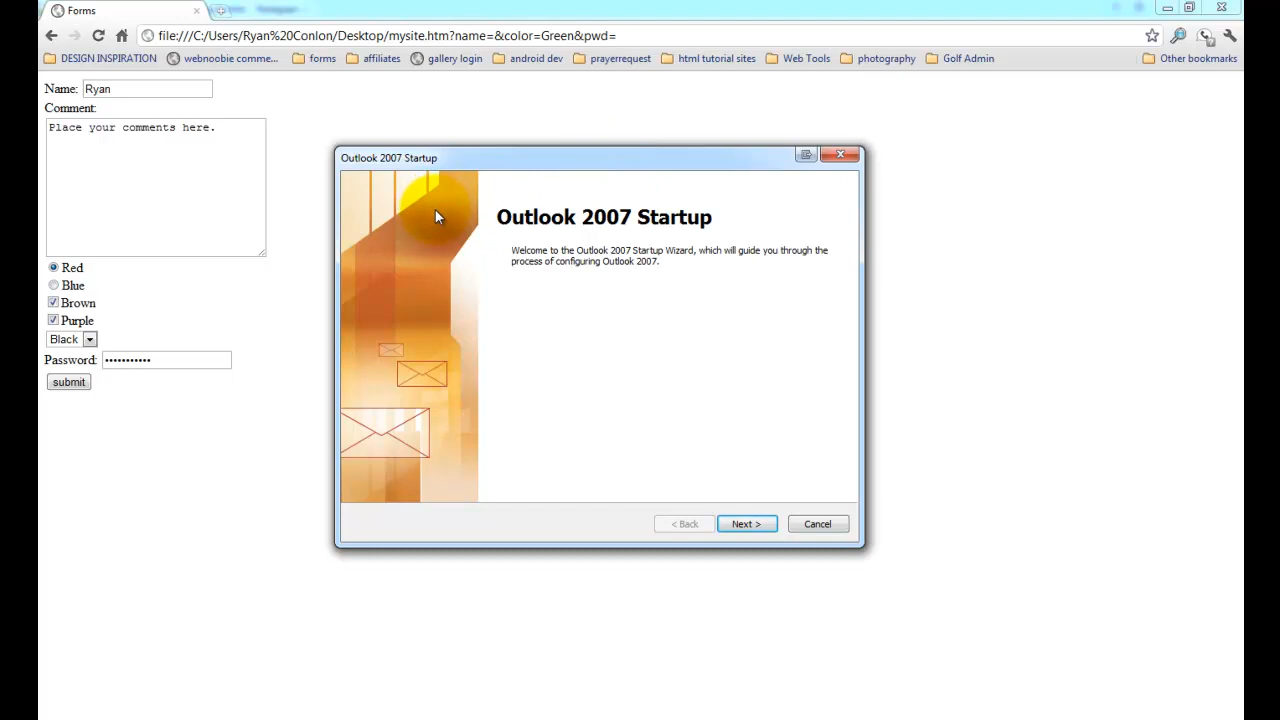 Forms
file:///C:/Users/Ryan%20Conlon/Desktop/mysite.htm?name=&color=Green&pwd=
DESIGN INSPIRATION webnoobie comme... forms affiliates gallery login android dev prayerrequest html tutorial sites Web Tools photography Golf Admin Other bookmarks
Name: Ryan
Comment:
Place your comments here.
Red
Blue
Brown
Purple
Black
Password: •••••••••••
submit
Outlook 2007 Startup
Outlook 2007 Startup
Welcome to the Outlook 2007 Startup Wizard, which will guide you through the
process of configuring Outlook 2007.
< Back Next > Cancel